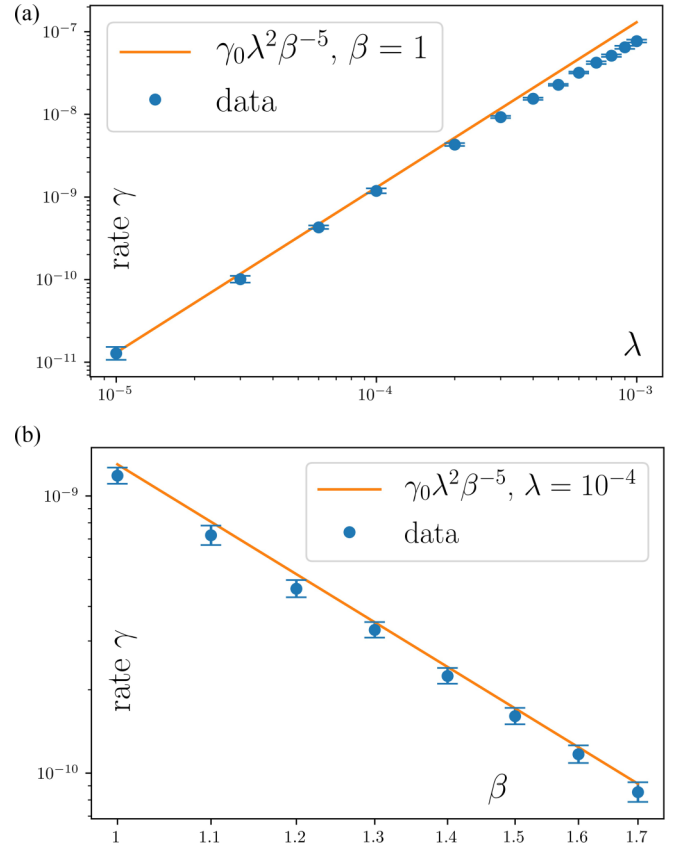 (a)
γ₀λ²β⁻⁵, β = 1
data
rate γ
λ
10⁻⁷
10⁻⁸
10⁻⁹
10⁻¹⁰
10⁻¹¹
10⁻⁵
10⁻⁴
10⁻³
(b)
γ₀λ²β⁻⁵, λ = 10⁻⁴
data
rate γ
β
10⁻⁹
10⁻¹⁰
1
1.1
1.2
1.3
1.4
1.5
1.6
1.7